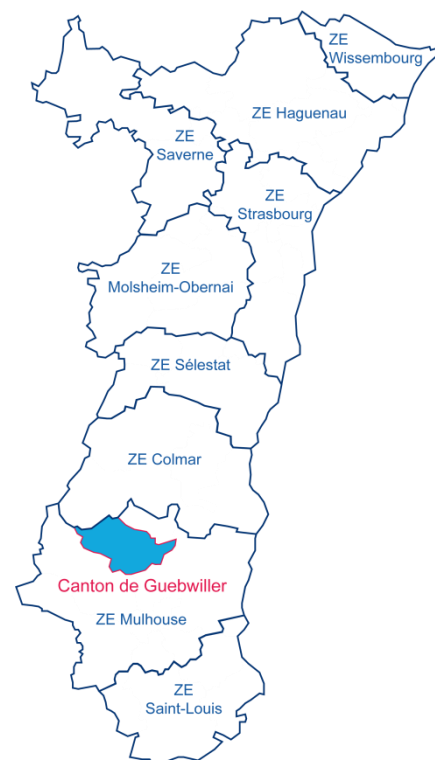 ZE
Wissembourg
ZE Haguenau
ZE
Saverne
ZE
Strasbourg
ZE
Molsheim-Obernai
ZE Sélestat
ZE Colmar
Canton de Guebwiller
ZE Mulhouse
ZE
Saint-Louis